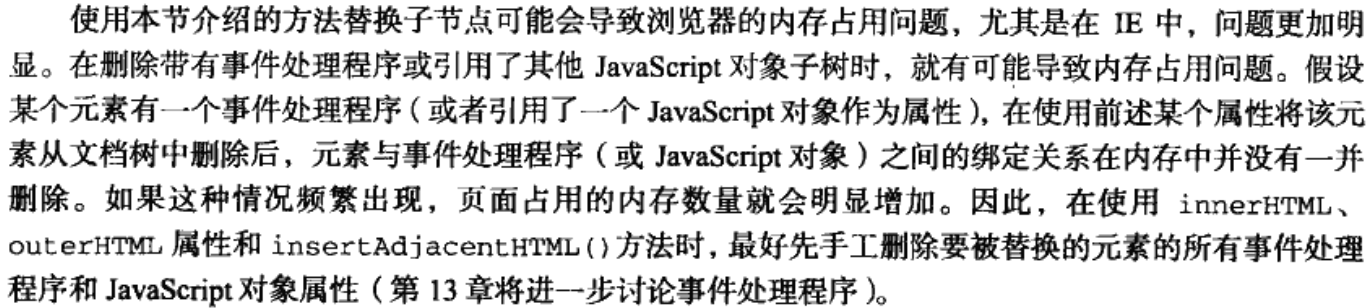 使用本节介绍的方法替换子节点可能会导致浏览器的内存占用问题，尤其是在 IE 中，问题更加明
显。在删除带有事件处理程序或引用了其他 JavaScript 对象子树时，就有可能导致内存占用问题。假设
某个元素有一个事件处理程序（或者引用了一个 JavaScript 对象作为属性），在使用前述某个属性将该元
素从文档树中删除后，元素与事件处理程序（或 JavaScript 对象）之间的绑定关系在内存中并没有一并
删除。如果这种情况频繁出现，页面占用的内存数量就会明显增加。因此，在使用 innerHTML、
outerHTML 属性和 insertAdjacentHTML()方法时，最好先手工删除要被替换的元素的所有事件处理
程序和 JavaScript 对象属性（第 13 章将进一步讨论事件处理程序）。